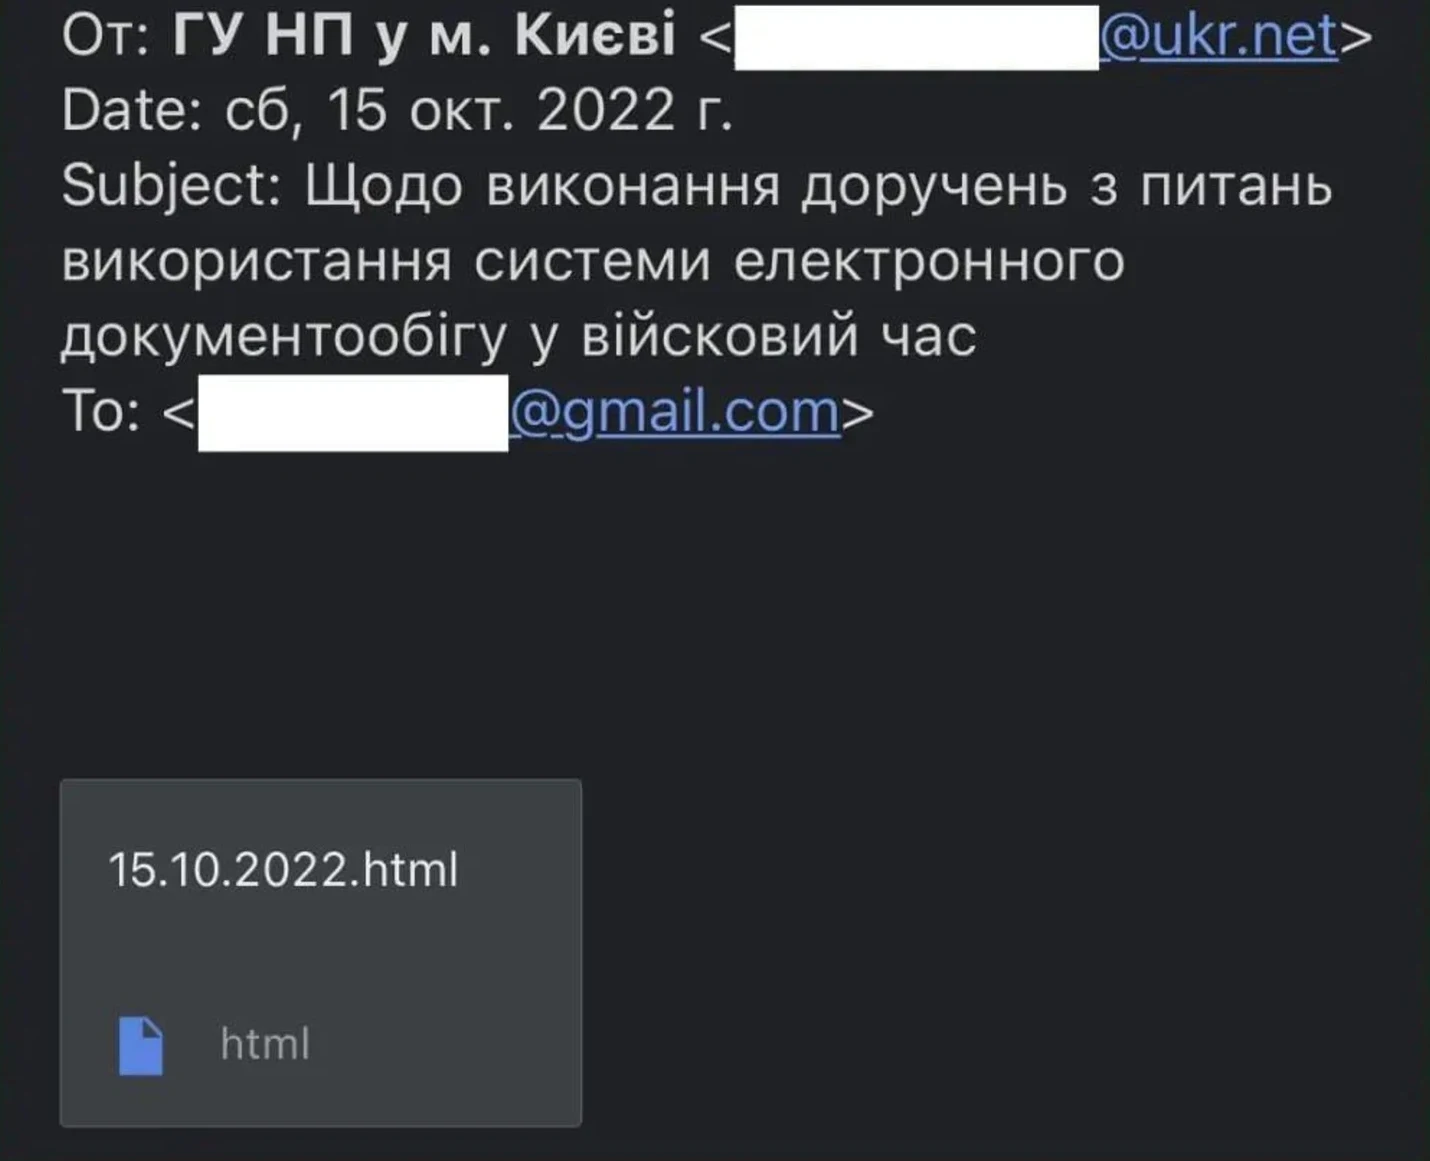 От: ГУ НП у м. Києві <@ukr.net>
Date: сб, 15 окт. 2022 г.
Subject: Щодо виконання доручень з питань
використання системи електронного
документообігу у війсковий час
To: <@gmail.com>
15.10.2022.html
html